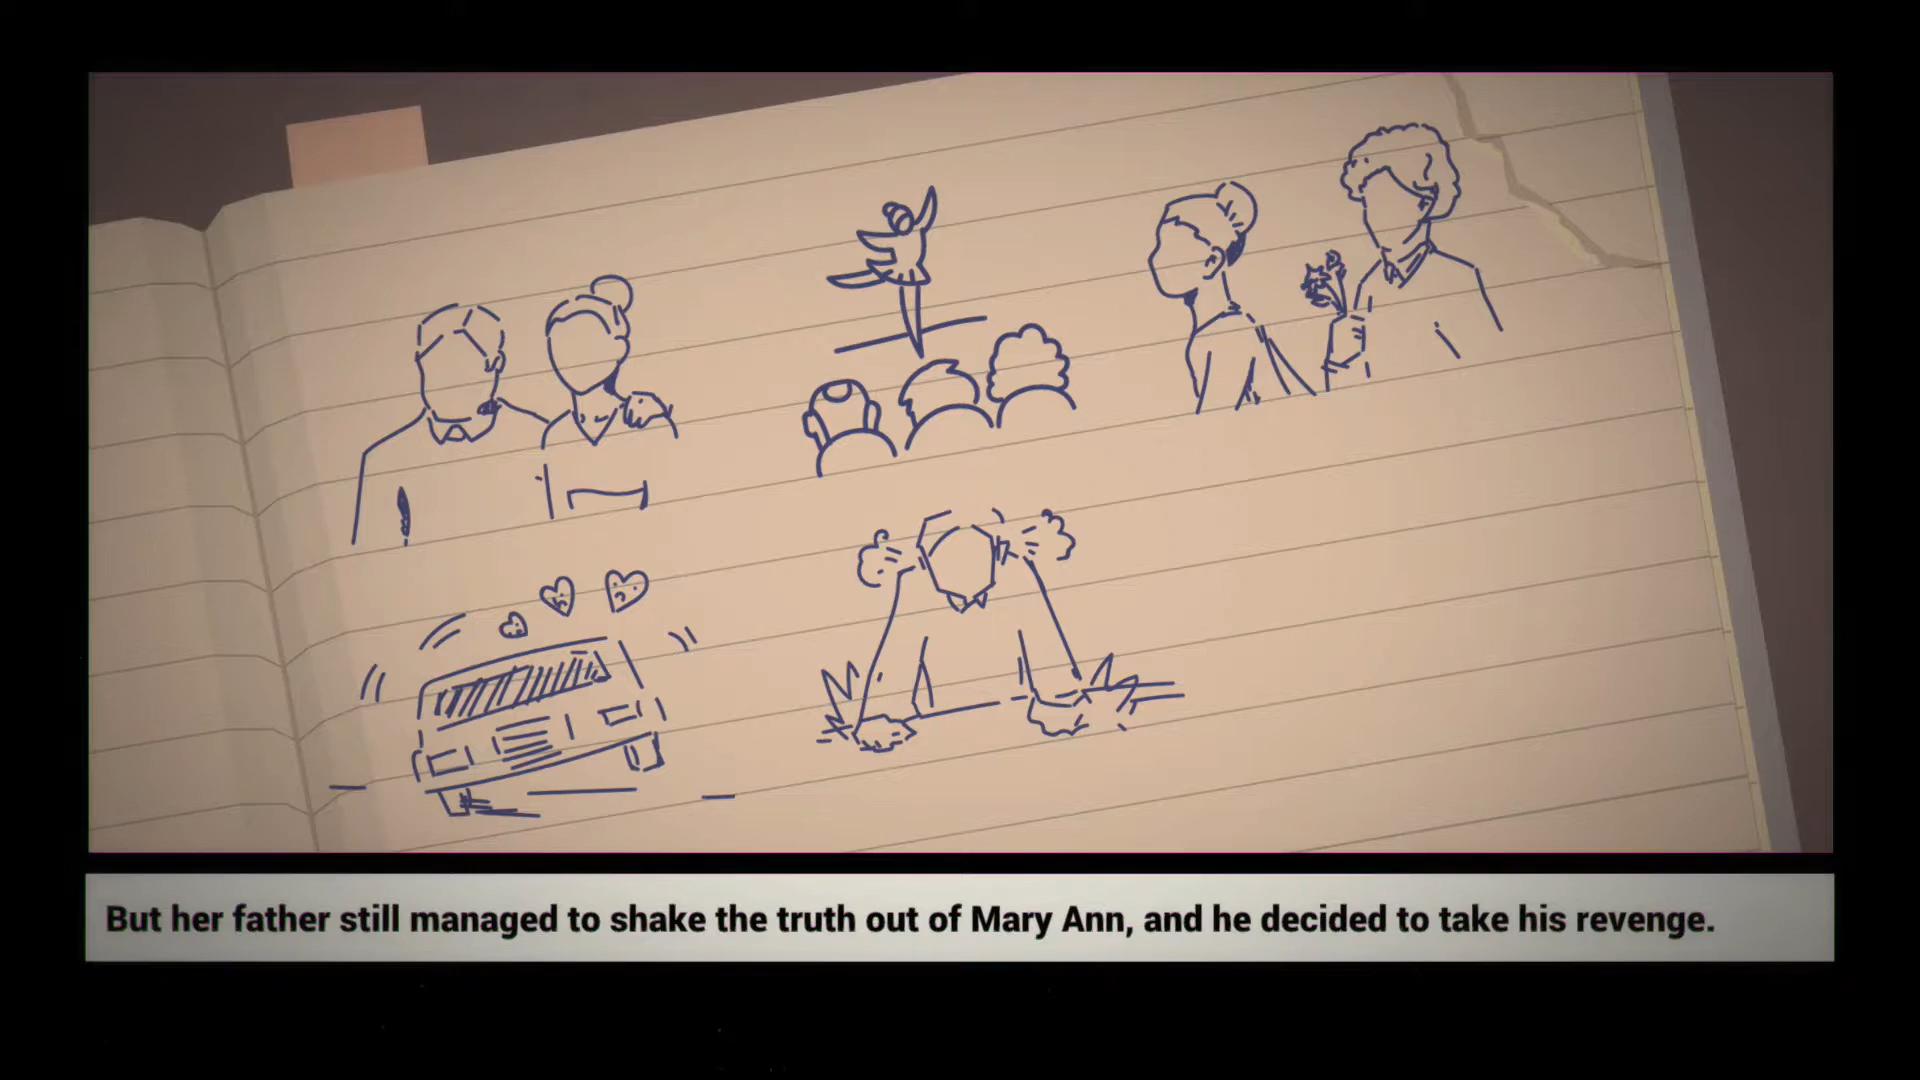 But her father still managed to shake the truth out of Mary Ann, and he decided to take his revenge.